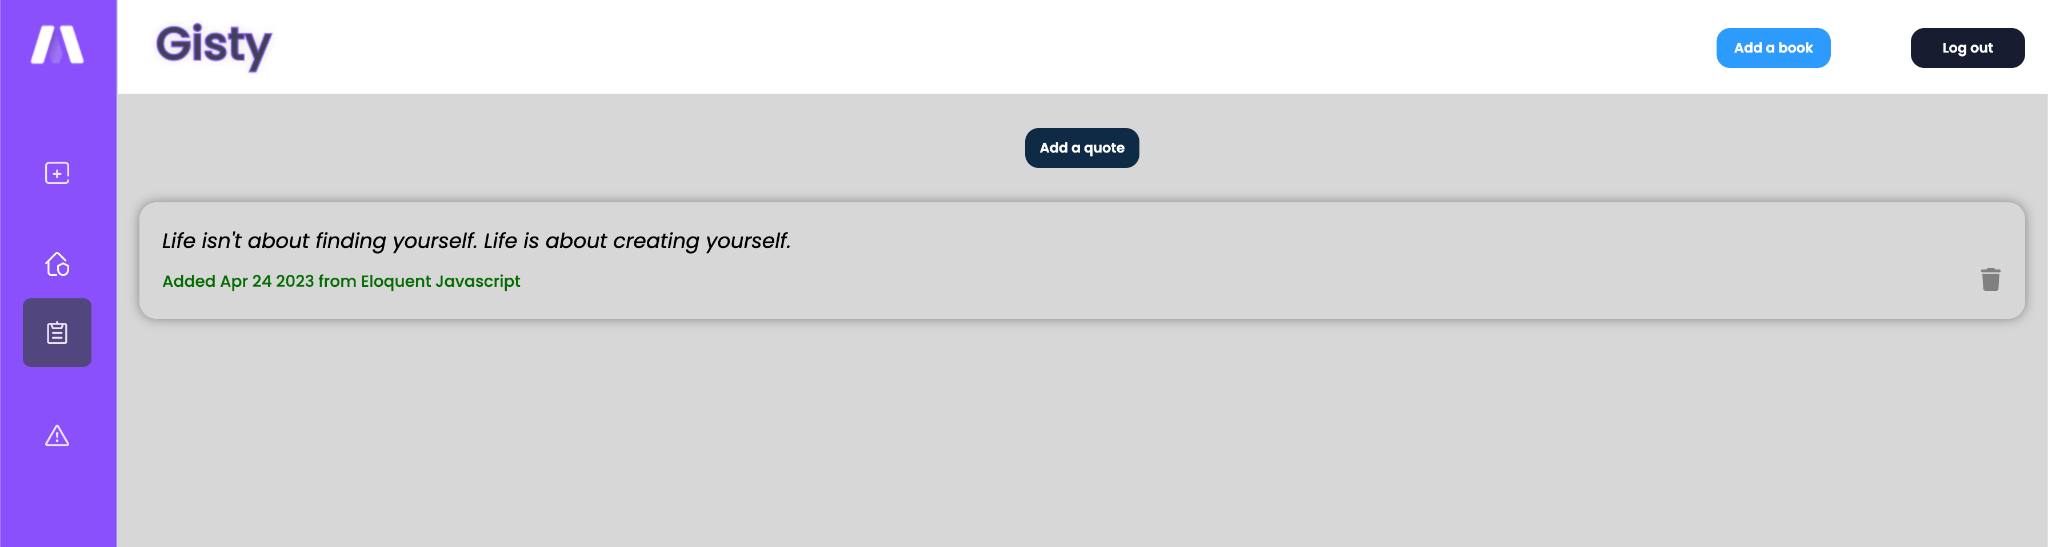 Gisty
Add a book
Log out
Add a quote
Life isn't about finding yourself. Life is about creating yourself.
Added Apr 24 2023 from Eloquent Javascript